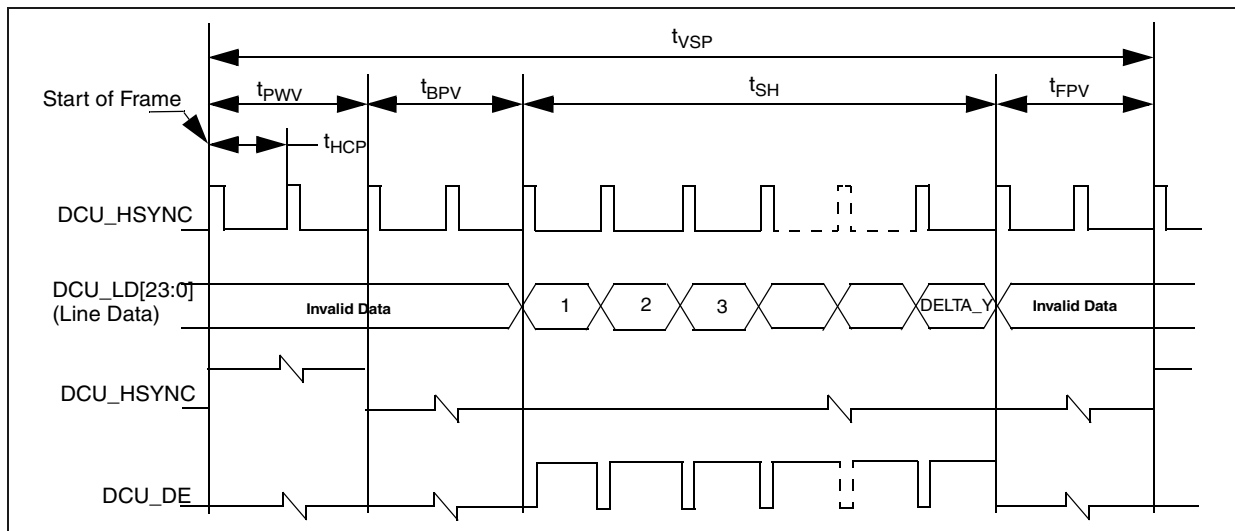 tVSP
tPWV tBPV tSH tFPV
Start of Frame
tHCP
DCU_HSYNC
DCU_LD[23:0]
(Line Data)
Invalid Data 1 2 3 DELTA_Y Invalid Data
DCU_HSYNC
DCU_DE